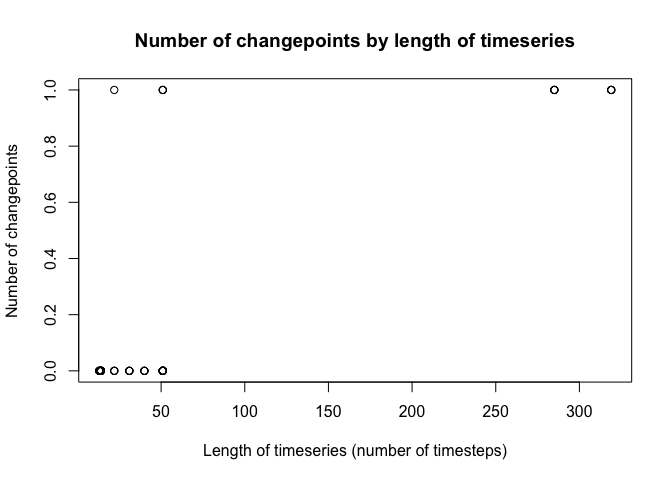 Number of changepoints by length of timeseries
Number of changepoints
1.0
0.8
0.6
0.4
0.2
0.0
50 100 150 200 250 300
Length of timeseries (number of timesteps)